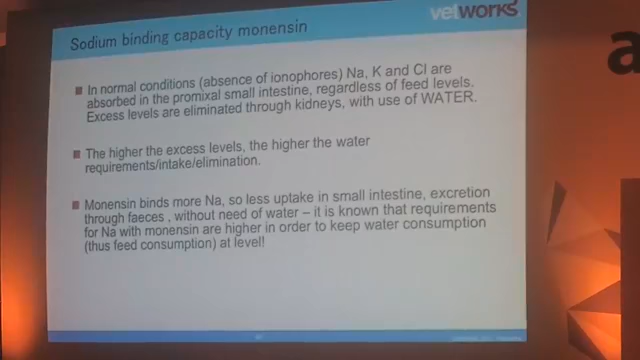 vetworks
Sodium binding capacity monensin
In normal conditions (absence of ionophores) Na, K and Cl are
absorbed in the promixal small intestine, regardless of feed levels.
Excess levels are eliminated through kidneys, with use of WATER.
The higher the excess levels, the higher the water
requirements/intake/elimination.
Monensin binds more Na, so less uptake in small intestine, excretion
through faeces , without need of water – it is known that requirements
for Na with monensin are higher in order to keep water consumption
(thus feed consumption) at level!
a